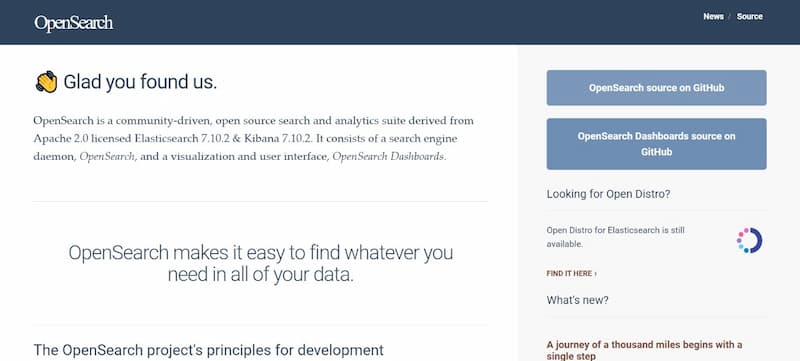 OpenSearch
News / Source
Glad you found us.
OpenSearch is a community-driven, open source search and analytics suite derived from
Apache 2.0 licensed Elasticsearch 7.10.2 & Kibana 7.10.2. It consists of a search engine
daemon, OpenSearch, and a visualization and user interface, OpenSearch Dashboards.
OpenSearch makes it easy to find whatever you
need in all of your data.
The OpenSearch project's principles for development
OpenSearch source on GitHub
OpenSearch Dashboards source on
GitHub
Looking for Open Distro?
Open Distro for Elasticsearch is still
available.
FIND IT HERE ›
What's new?
A journey of a thousand miles begins with a
single step